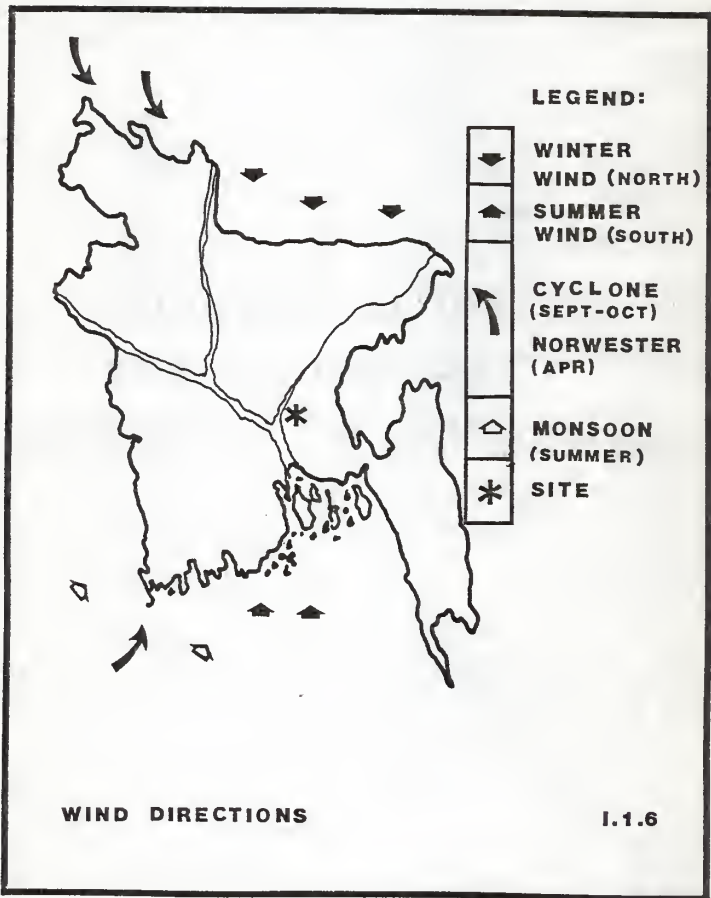 LEGEND:
WINTER
WIND (NORTH)
SUMMER
WIND (SOUTH)
CYCLONE
(SEPT-OCT)
NORWESTER
(APR)
MONSOON
(SUMMER)
SITE
WIND DIRECTIONS
I.1.6